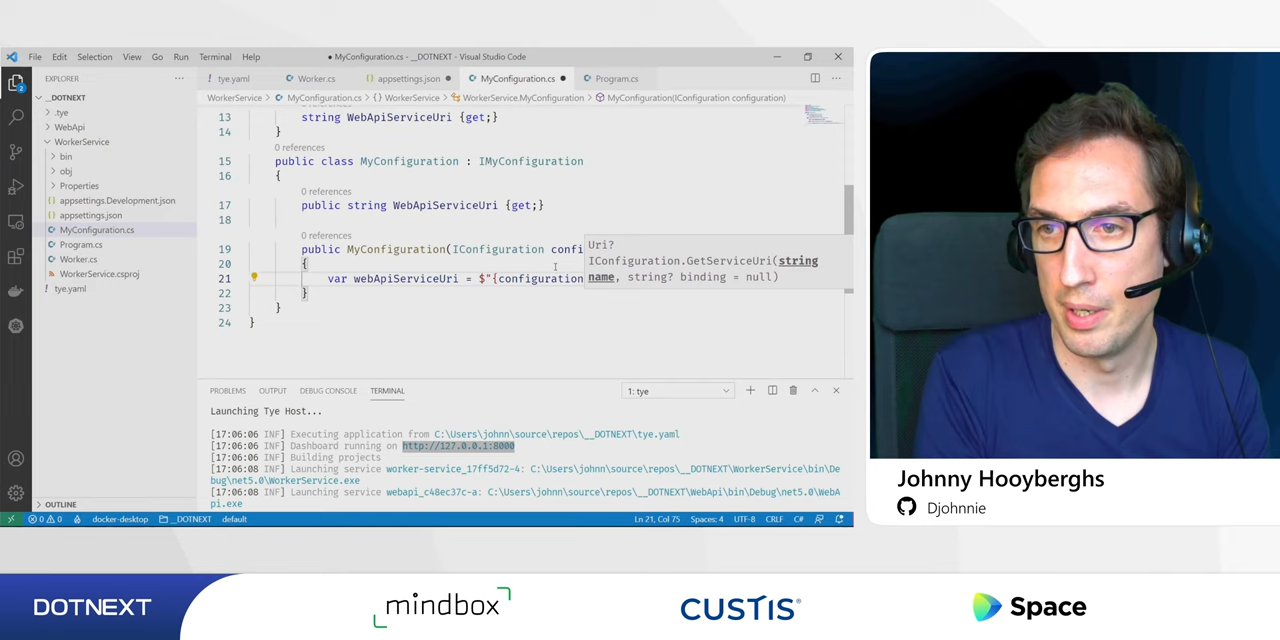 File Edit Selection View Go Run Terminal Help
● MyConfiguration.cs - __DOTNEXT - Visual Studio Code
EXPLORER
__DOTNEXT
.tye
WebApi
WorkerService
bin
obj
Properties
appsettings.Development.json
appsettings.json
MyConfiguration.cs
Program.cs
Worker.cs
WorkerService.csproj
tye.yaml
OUTLINE
2
! tye.yaml Worker.cs appsettings.json ● MyConfiguration.cs ● Program.cs
WorkerService > MyConfiguration.cs > {} WorkerService > WorkerService.MyConfiguration > MyConfiguration(IConfiguration configuration)
13 string WebApiServiceUri {get;}
14 }
0 references
15 public class MyConfiguration : IMyConfiguration
16 {
0 references
17 public string WebApiServiceUri {get;}
18
0 references
19 public MyConfiguration(IConfiguration confi
20 {
21 var webApiServiceUri = $"{configuration
22 }
23 }
24 }
Uri?
IConfiguration.GetServiceUri(string
name, string? binding = null)
PROBLEMS OUTPUT DEBUG CONSOLE TERMINAL 1: tye
Launching Tye Host...
[17:06:06 INF] Executing application from C:\Users\johnn\source\repos\__DOTNEXT\tye.yaml
[17:06:06 INF] Dashboard running on http://127.0.0.1:8000
[17:06:06 INF] Building projects
[17:06:08 INF] Launching service worker-service_17ff5d72-4: C:\Users\johnn\source\repos\__DOTNEXT\WorkerService\bin\De
bug\net5.0\WorkerService.exe
[17:06:08 INF] Launching service webapi_c48ec37c-a: C:\Users\johnn\source\repos\__DOTNEXT\WebApi\bin\Debug\net5.0\WebA
pi.exe
0 0 docker-desktop __DOTNEXT default Ln 21, Col 75 Spaces: 4 UTF-8 CRLF C#
Johnny Hooyberghs
Djohnnie
DOTNEXT
mindbox
CUSTIS®
Space